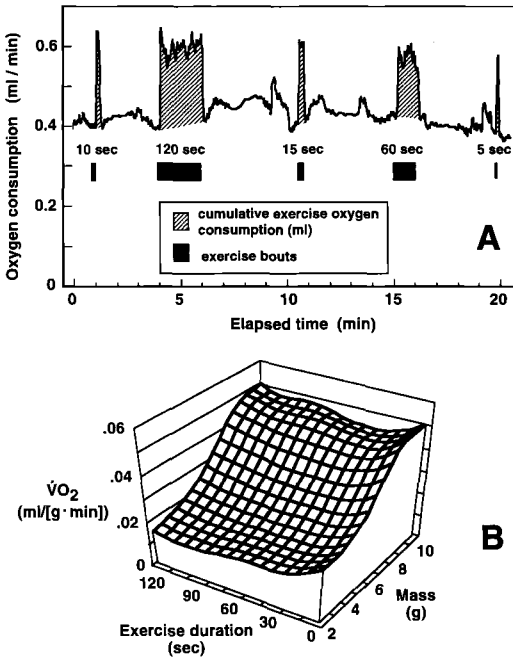 0.6
0.4
0.2
0
Oxygen consumption (ml / min)
10 sec 120 sec 15 sec 60 sec 5 sec
cumulative exercise oxygen
consumption (ml)
exercise bouts
A
0 5 10 15 20
Elapsed time (min)
.06
.04
.02
0
V̇O2
(ml/[g·min])
120 90 60 30 0
Exercise duration
(sec)
2 4 6 8 10
Mass
(g)
B